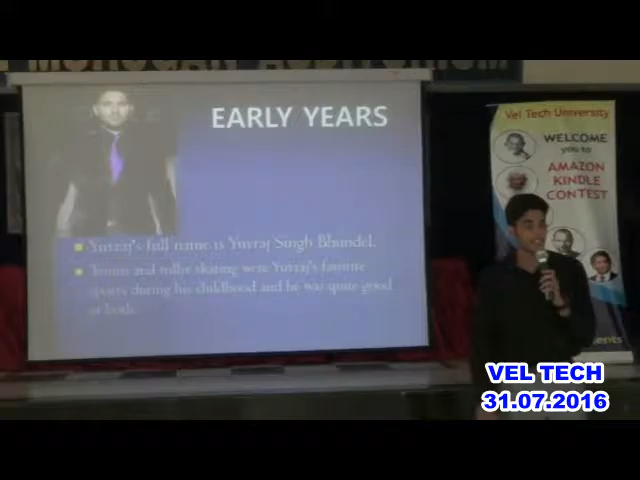 EARLY YEARS
Yuvraj's full name is Yuvraj Singh Bhundel.
Tennis and roller skating were Yuvraj's favorite
sports during his childhood and he was quite good
at both.
Vel Tech University
WELCOME
you to
AMAZON
KINDLE
CONTEST
VEL TECH
31.07.2016